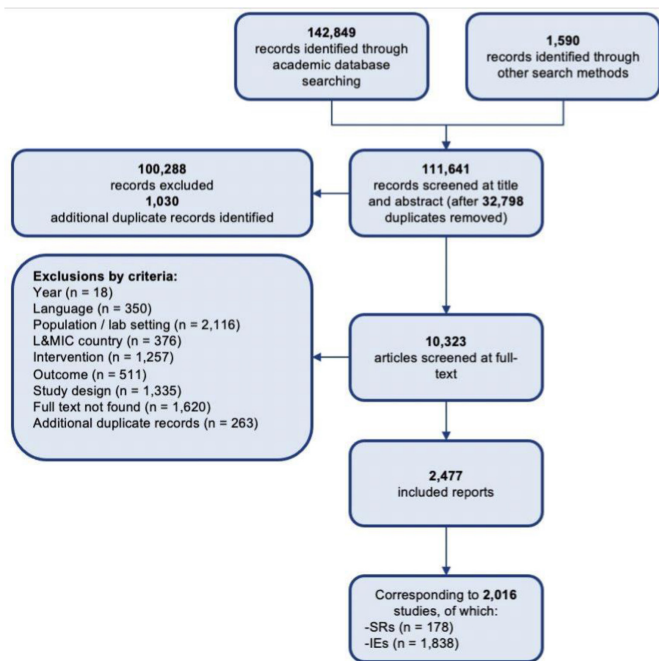 142,849
records identified through
academic database
searching
1,590
records identified through
other search methods
100,288
records excluded
1,030
additional duplicate records identified
111,641
records screened at title
and abstract (after 32,798
duplicates removed)
Exclusions by criteria:
Year (n = 18)
Language (n = 350)
Population / lab setting (n = 2,116)
L&MIC country (n = 376)
Intervention (n = 1,257)
Outcome (n = 511)
Study design (n = 1,335)
Full text not found (n = 1,620)
Additional duplicate records (n = 263)
10,323
articles screened at full-
text
2,477
included reports
Corresponding to 2,016
studies, of which:
-SRs (n = 178)
-IEs (n = 1,838)